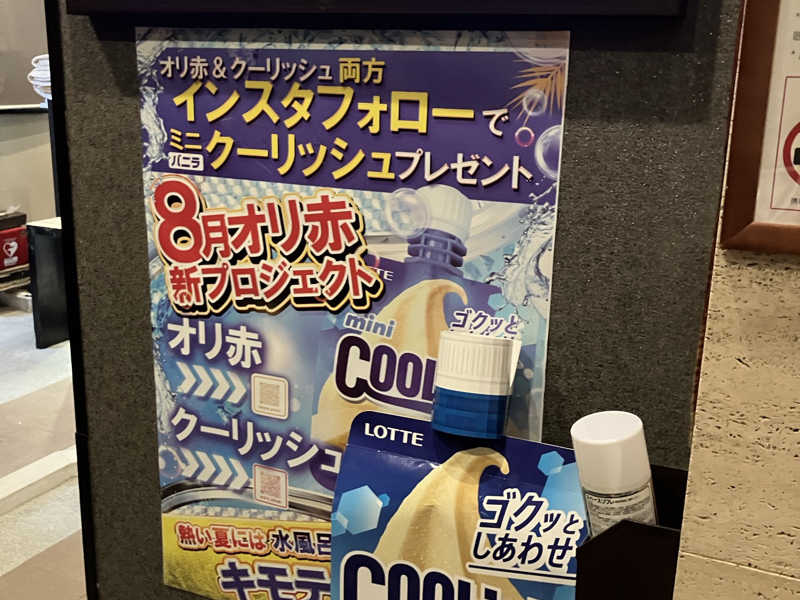 オリ赤&クーリッシュ両方
インスタフォローで
ミニ
バニラ
クーリッシュプレゼント
8月オリ赤
新プロジェクト
mini
ゴクッと
COOL
オリ赤
クーリッシュ
熱い夏には 水風呂
キモテ
LOTTE
mini
ゴクッと
しあわせ
COOL